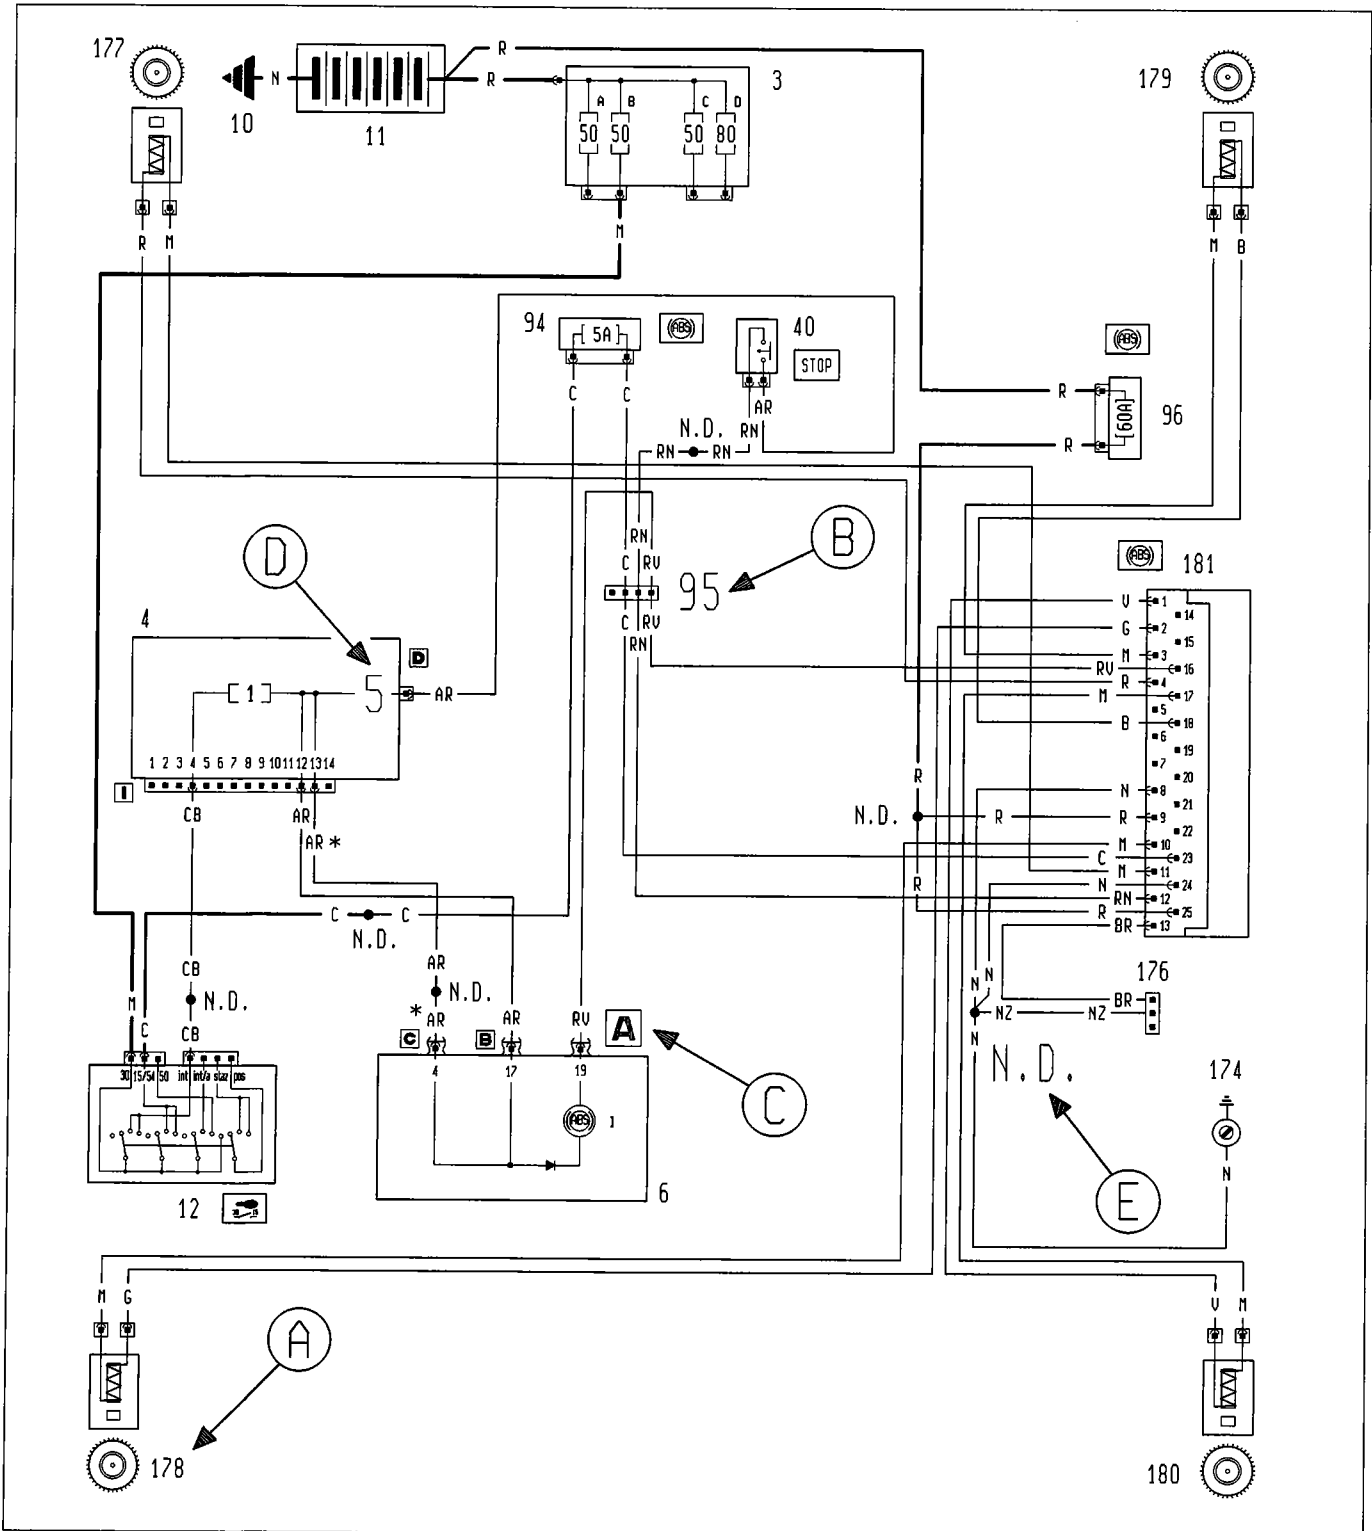 177
R
N
R
10
11
3
A B C D
50 50 50 80
179
R M
M
M B
94
[ 5A ]
(ABS)
40
STOP
(ABS)
R
[60A]
96
R
C C
AR
N.D.
RN
RN RN
RN
C RV
B
95
C RV
RN
D
(ABS)
181
4
D
[ 1 ]
5
AR
1 2 3 4 5 6 7 8 9 10 11 12 13 14
I
CB AR
AR *
V 1
14
G 2
15
M 3
RV 16
R 4
M 17
5
B 18
6
19
7
20
N 8
21
R
N.D.
R R 9
22
M 10
C 23
M 11
R N 24
RN 12
R 25
BR 13
C C
N.D.
CB
N.D.
M
C
CB
AR
N.D.
* AR
AR
RV
C
B
A
N
N
176
BR
NZ NZ
N
N.D.
30 15/54 50 int int/a staz pos
12
4 17 19
(ABS) 1
6
C
174
N
E
M G
A
178
V M
180